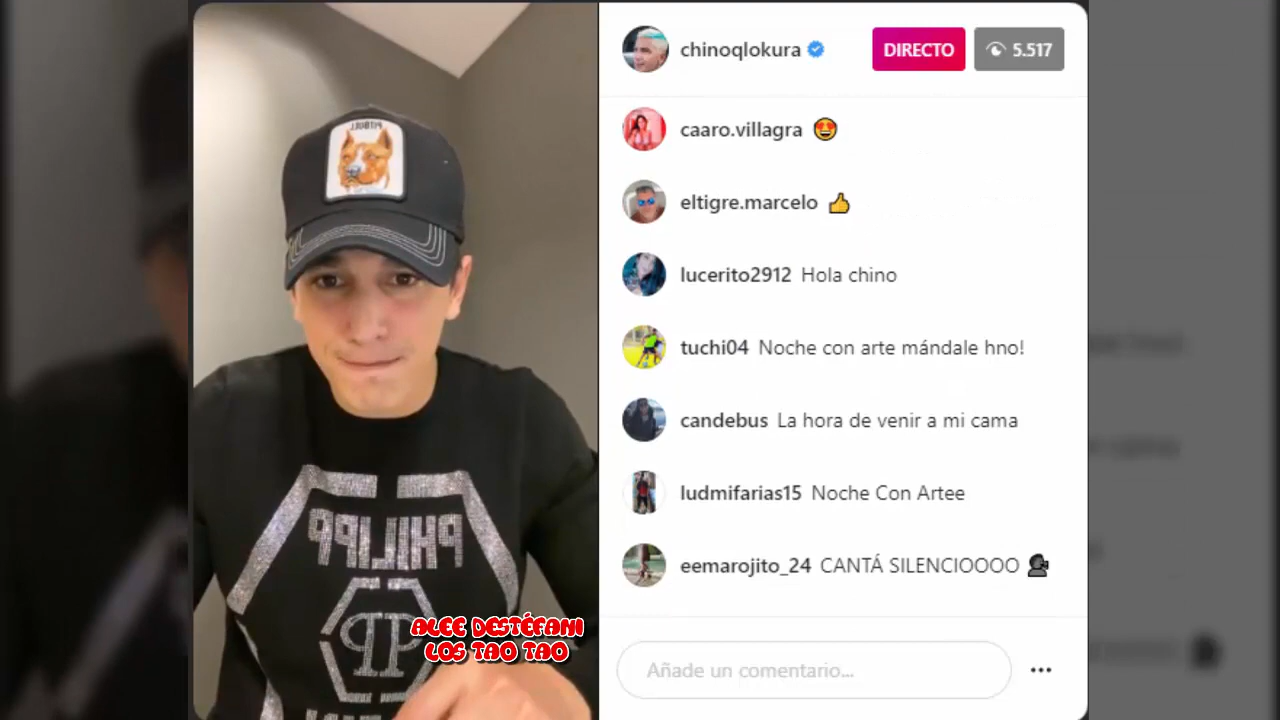 chinoqlokura
DIRECTO
5.517
caaro.villagra 😍
eltigre.marcelo 👍
lucerito2912 Hola chino
tuchi04 Noche con arte mándale hno!
candebus La hora de venir a mi cama
ludmifarias15 Noche Con Artee
eemarojito_24 CANTÁ SILENCIOOOO 🗣
Añade un comentario...
PITBULL
PHILIPP
PP
ALEE DESTÉFANI
LOS TAO TAO